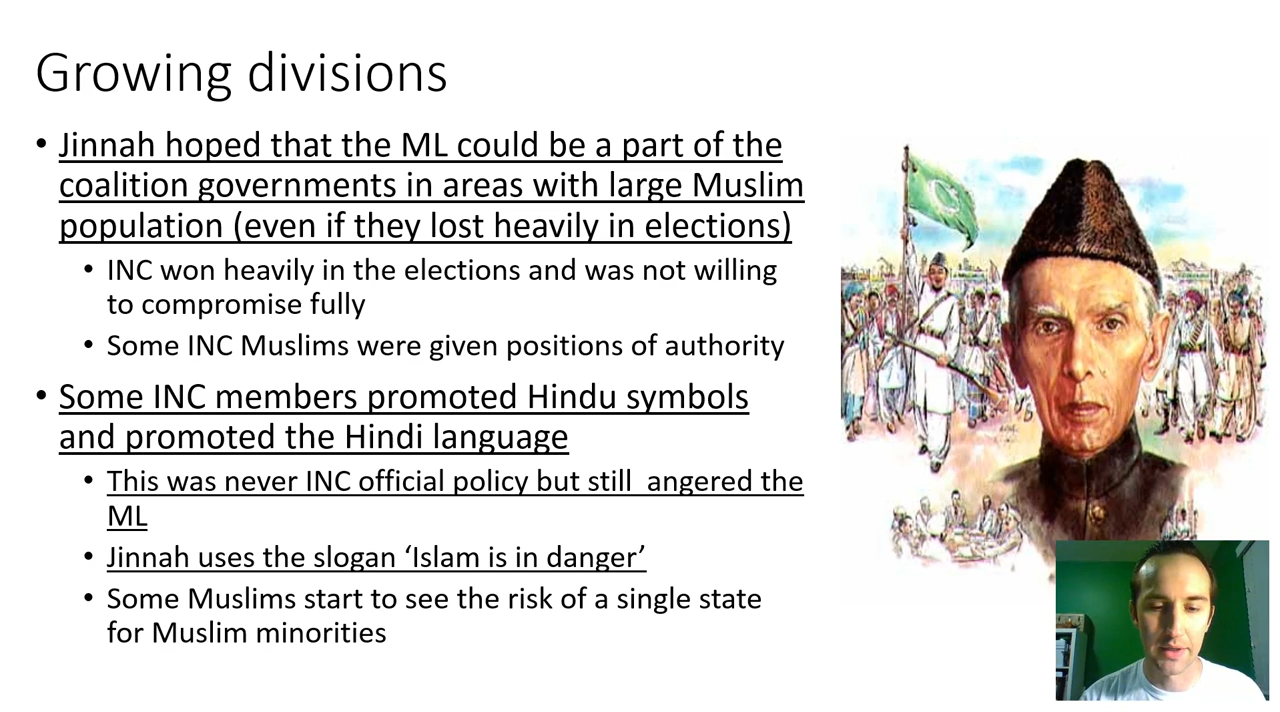 Growing divisions
• Jinnah hoped that the ML could be a part of the
coalition governments in areas with large Muslim
population (even if they lost heavily in elections)
• INC won heavily in the elections and was not willing
to compromise fully
• Some INC Muslims were given positions of authority
• Some INC members promoted Hindu symbols
and promoted the Hindi language
• This was never INC official policy but still  angered the
ML
• Jinnah uses the slogan ‘Islam is in danger’
• Some Muslims start to see the risk of a single state
for Muslim minorities